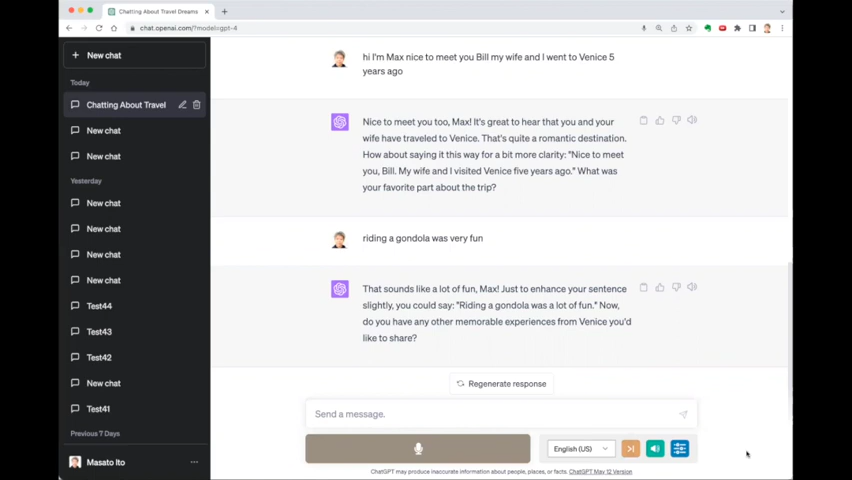 Chatting About Travel Dreams
chat.openai.com/?model=gpt-4
New chat
Today
Chatting About Travel
New chat
New chat
Yesterday
New chat
New chat
New chat
New chat
Test44
Test43
Test42
New chat
Test41
Previous 7 Days
Masato Ito
hi I'm Max nice to meet you Bill my wife and I went to Venice 5
years ago
Nice to meet you too, Max! It's great to hear that you and your
wife have traveled to Venice. That's quite a romantic destination.
How about saying it this way for a bit more clarity: "Nice to meet
you, Bill. My wife and I visited Venice five years ago." What was
your favorite part about the trip?
riding a gondola was very fun
That sounds like a lot of fun, Max! Just to enhance your sentence
slightly, you could say: "Riding a gondola was a lot of fun." Now,
do you have any other memorable experiences from Venice you'd
like to share?
Regenerate response
Send a message.
English (US)
ChatGPT may produce inaccurate information about people, places, or facts. ChatGPT May 12 Version